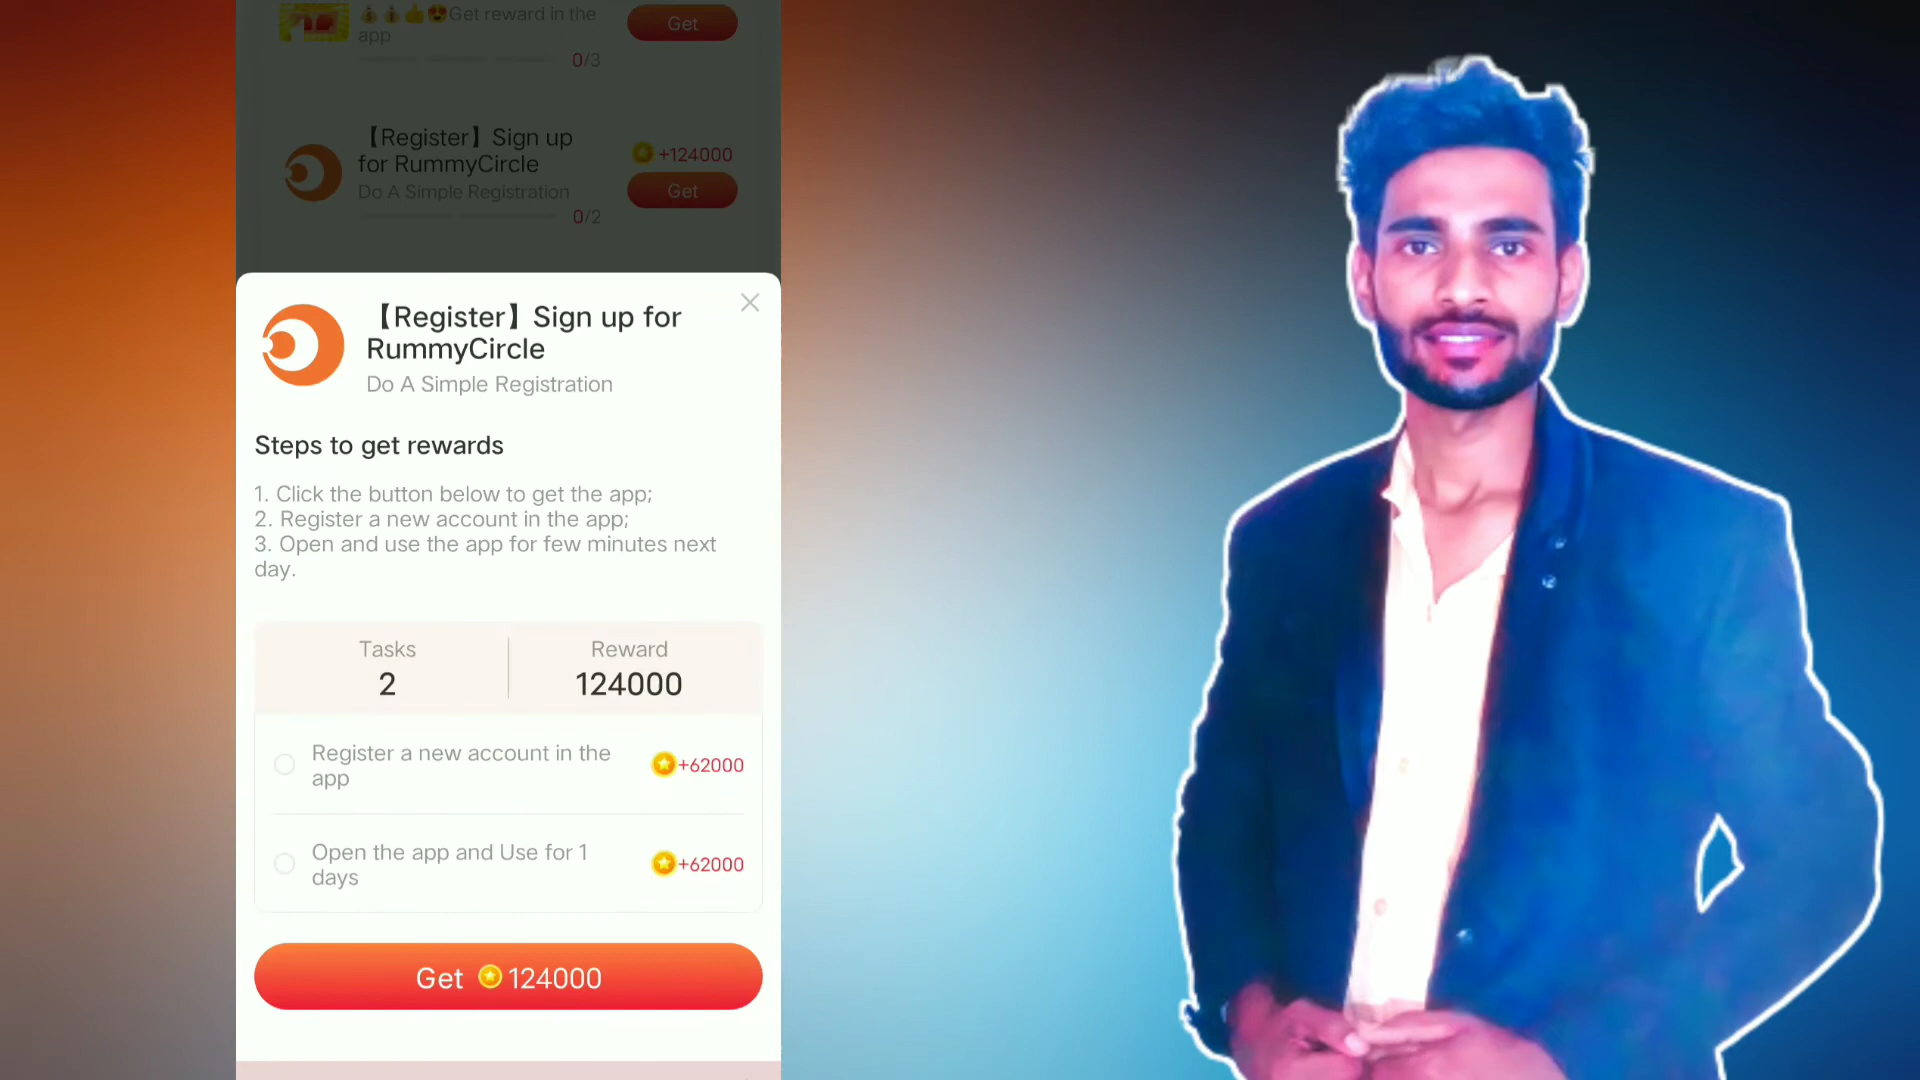 💰💰👍😍Get reward in the
app
Get
0/3
【Register】Sign up
for RummyCircle
+124000
Do A Simple Registration
Get
0/2
【Register】Sign up for
RummyCircle
Do A Simple Registration
Steps to get rewards
1. Click the button below to get the app;
2. Register a new account in the app;
3. Open and use the app for few minutes next
day.
Tasks
Reward
2
124000
Register a new account in the
app
+62000
Open the app and Use for 1
days
+62000
Get 124000